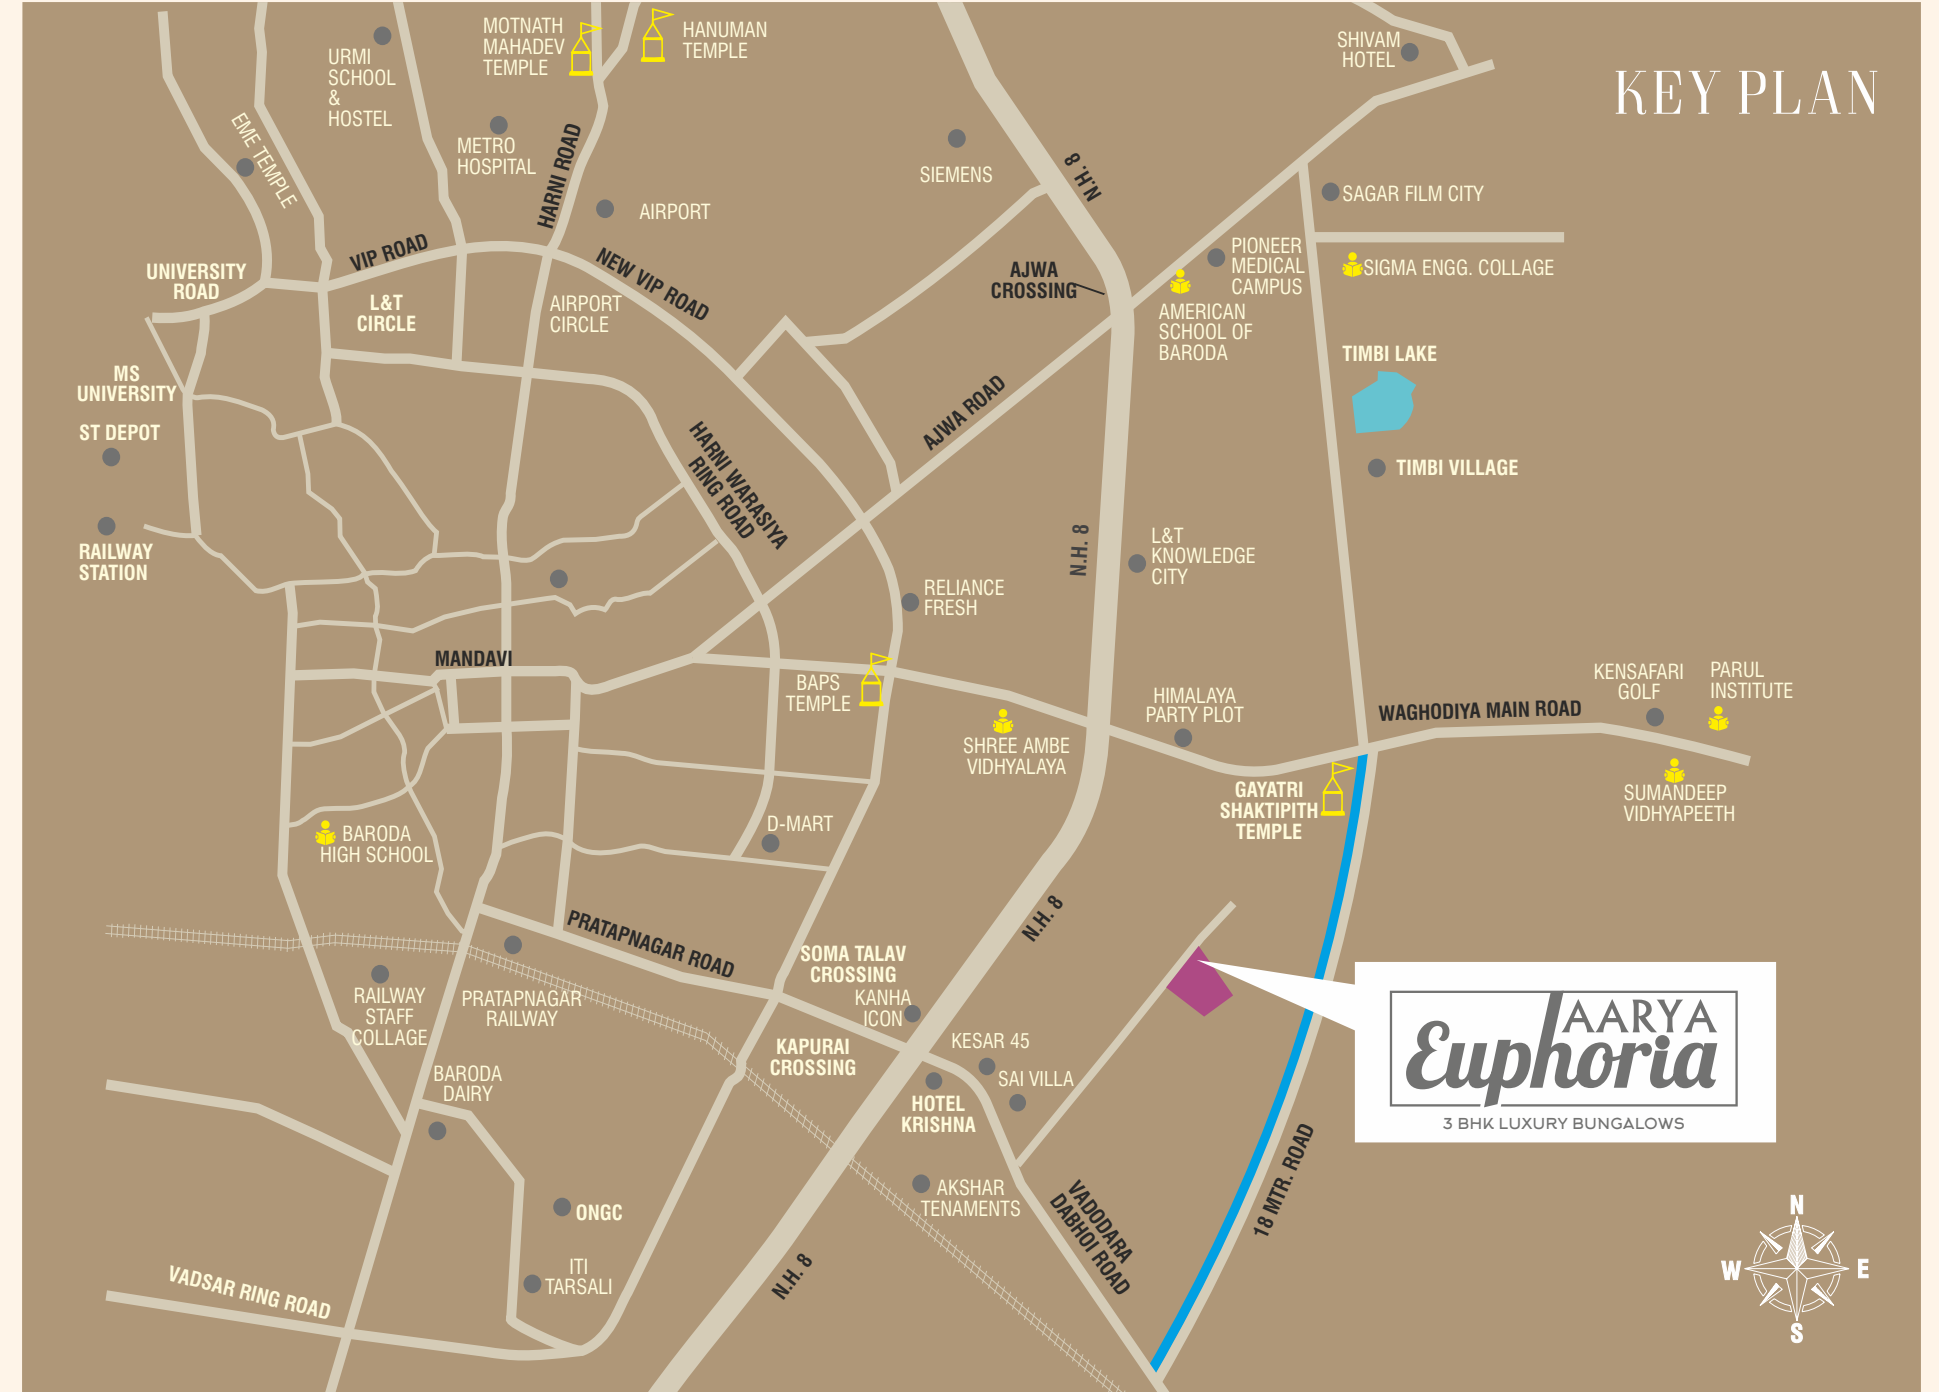 KEY PLAN
MOTNATH
MAHADEV
TEMPLE
HANUMAN
TEMPLE
URMI
SCHOOL
&
HOSTEL
SHIVAM
HOTEL
EME TEMPLE
METRO
HOSPITAL
HARNI ROAD
SIEMENS
N.H. 8
SAGAR FILM CITY
AIRPORT
VIP ROAD
NEW VIP ROAD
PIONEER
MEDICAL
CAMPUS
SIGMA ENGG. COLLAGE
UNIVERSITY
ROAD
AJWA
CROSSING
L&T
CIRCLE
AIRPORT
CIRCLE
AMERICAN
SCHOOL OF
BARODA
TIMBI LAKE
MS
UNIVERSITY
ST DEPOT
AJWA ROAD
HARNI WARASIYA
RING ROAD
TIMBI VILLAGE
RAILWAY
STATION
N.H. 8
L&T
KNOWLEDGE
CITY
RELIANCE
FRESH
MANDAVI
BAPS
TEMPLE
HIMALAYA
PARTY PLOT
KENSAFARI
GOLF
PARUL
INSTITUTE
WAGHODIYA MAIN ROAD
SHREE AMBE
VIDHYALAYA
GAYATRI
SHAKTIPITH
TEMPLE
SUMANDEEP
VIDHYAPEETH
BARODA
HIGH SCHOOL
D-MART
PRATAPNAGAR ROAD
N.H. 8
SOMA TALAV
CROSSING
KANHA
ICON
RAILWAY
STAFF
COLLAGE
PRATAPNAGAR
RAILWAY
KESAR 45
KAPURAI
CROSSING
SAI VILLA
BARODA
DAIRY
HOTEL
KRISHNA
AARYA
Euphoria
3 BHK LUXURY BUNGALOWS
AKSHAR
TENAMENTS
VADODARA
DABHOI ROAD
18 MTR. ROAD
ONGC
ITI
TARSALI
N.H. 8
VADSAR RING ROAD
N
W
E
S